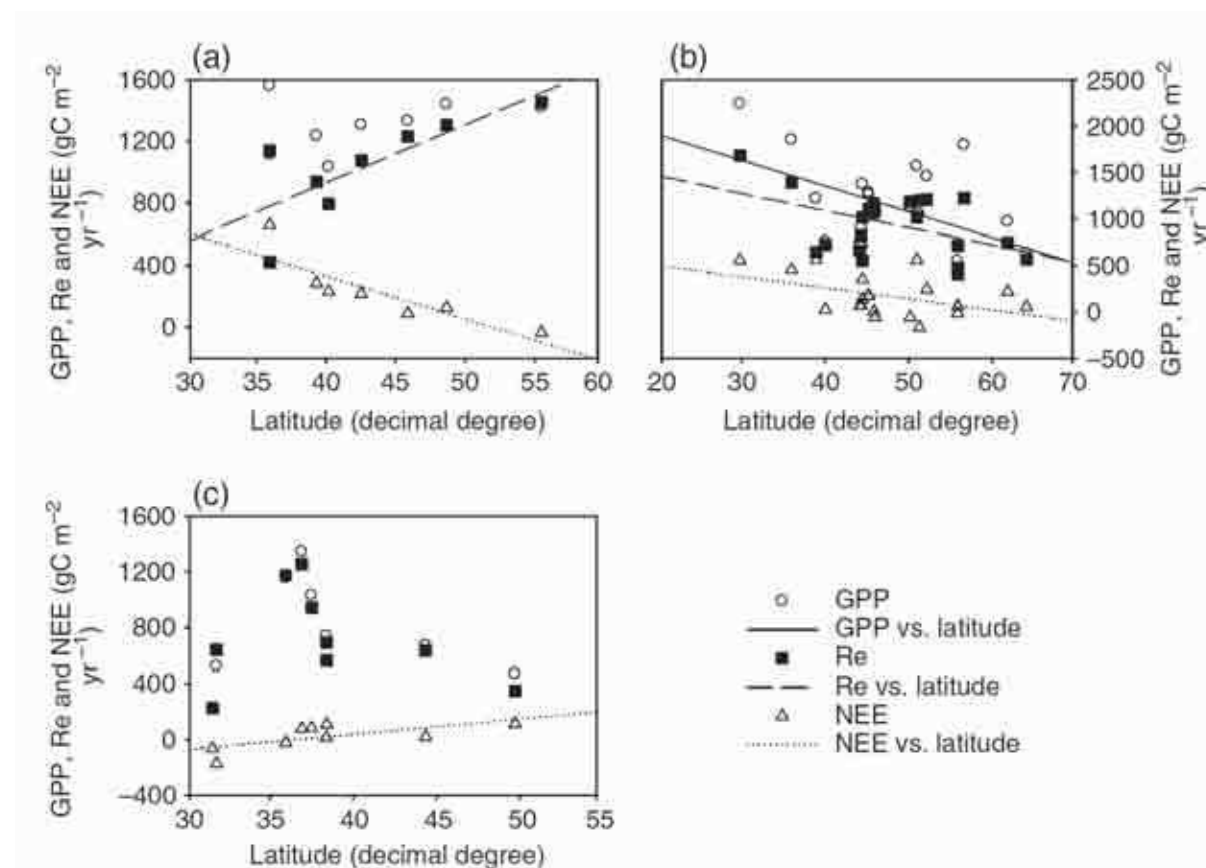 (a)
GPP, Re and NEE (gC m⁻²
yr⁻¹)
1600
1200
800
400
0
30 35 40 45 50 55 60
Latitude (decimal degree)
(b)
2500
2000
1500
1000
500
0
−500
GPP, Re and NEE (gC m⁻²
yr⁻¹)
20 30 40 50 60 70
Latitude (decimal degree)
(c)
GPP, Re and NEE (gC m⁻²
yr⁻¹)
1600
1200
800
400
0
−400
30 35 40 45 50 55
Latitude (decimal degree)
GPP
GPP vs. latitude
Re
Re vs. latitude
NEE
NEE vs. latitude